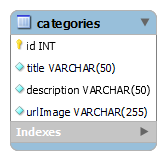 categories
id INT
title VARCHAR(50)
description VARCHAR(50)
urlImage VARCHAR(255)
Indexes